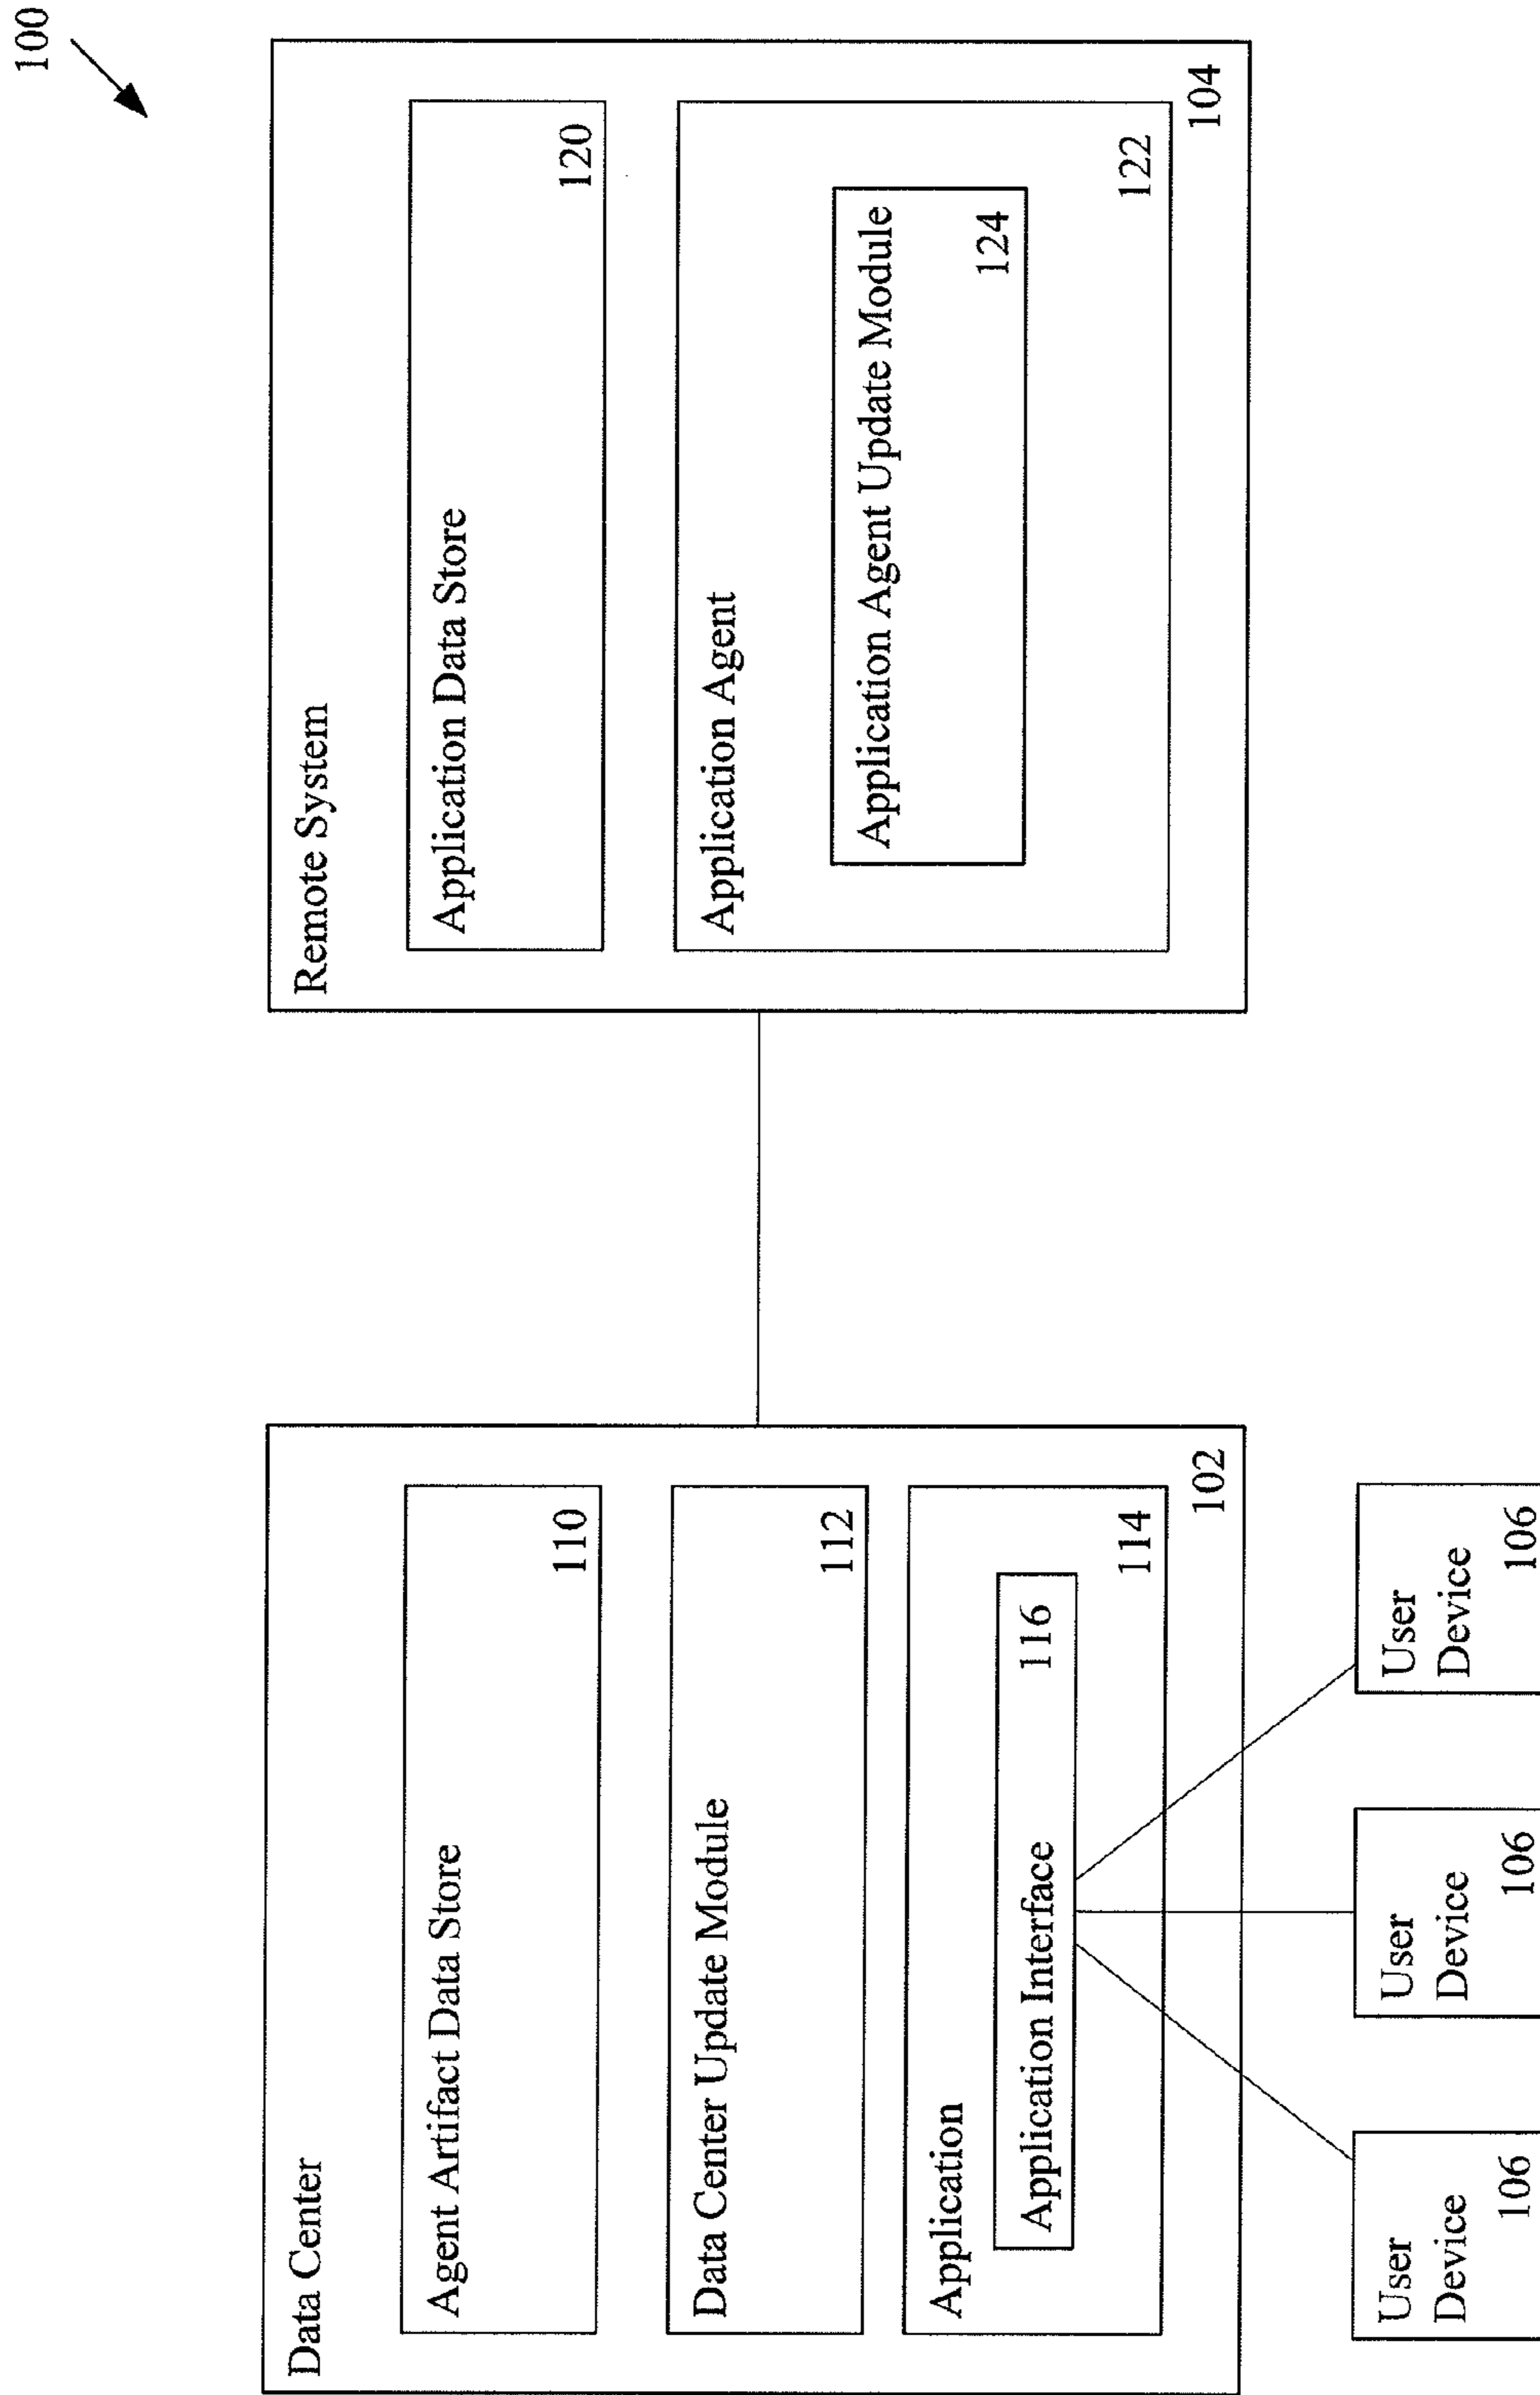 100
Data Center
Agent Artifact Data Store
110
Data Center Update Module
112
Application
Application Interface 116
114
102
User
Device
106
User
Device
106
User
Device
106
Remote System
Application Data Store
120
Application Agent
Application Agent Update Module
124
122
104